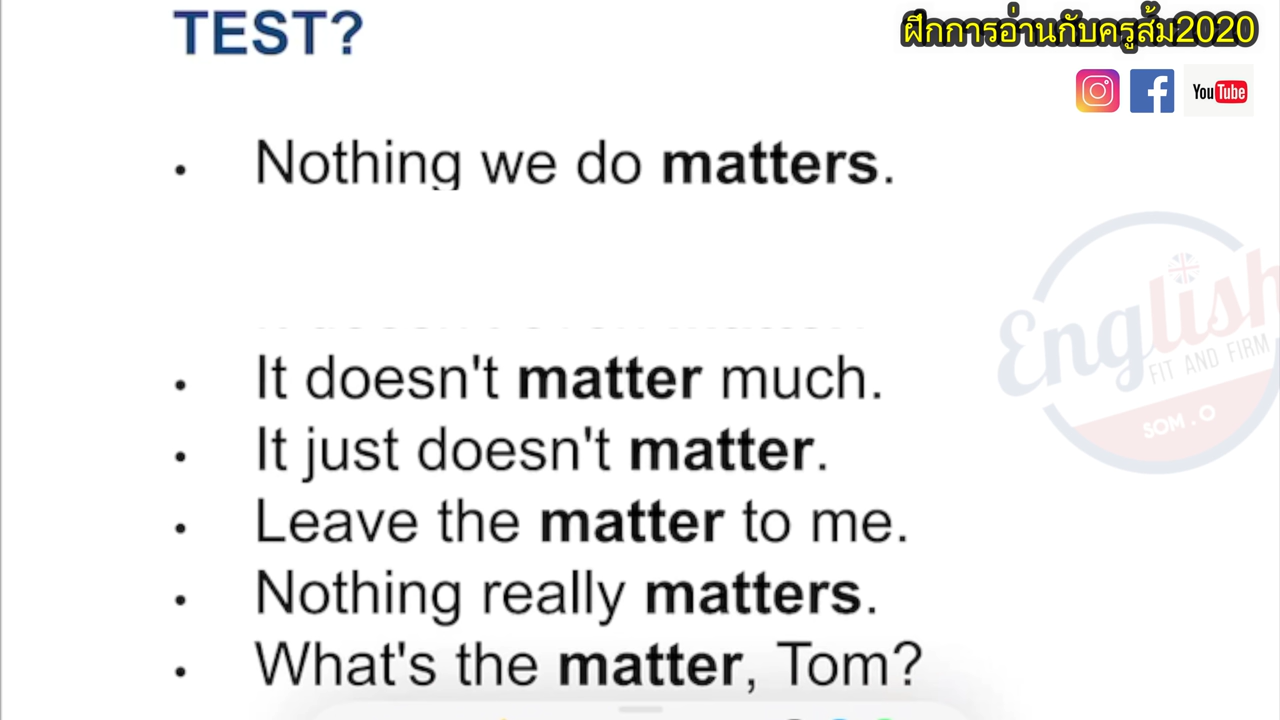 TEST?
ฝึกการอ่านกับครูส้ม2020
You Tube
• Nothing we do matters.
• It doesn't matter much.
• It just doesn't matter.
• Leave the matter to me.
• Nothing really matters.
• What's the matter, Tom?
English
FIT AND FIRM
SOM . O